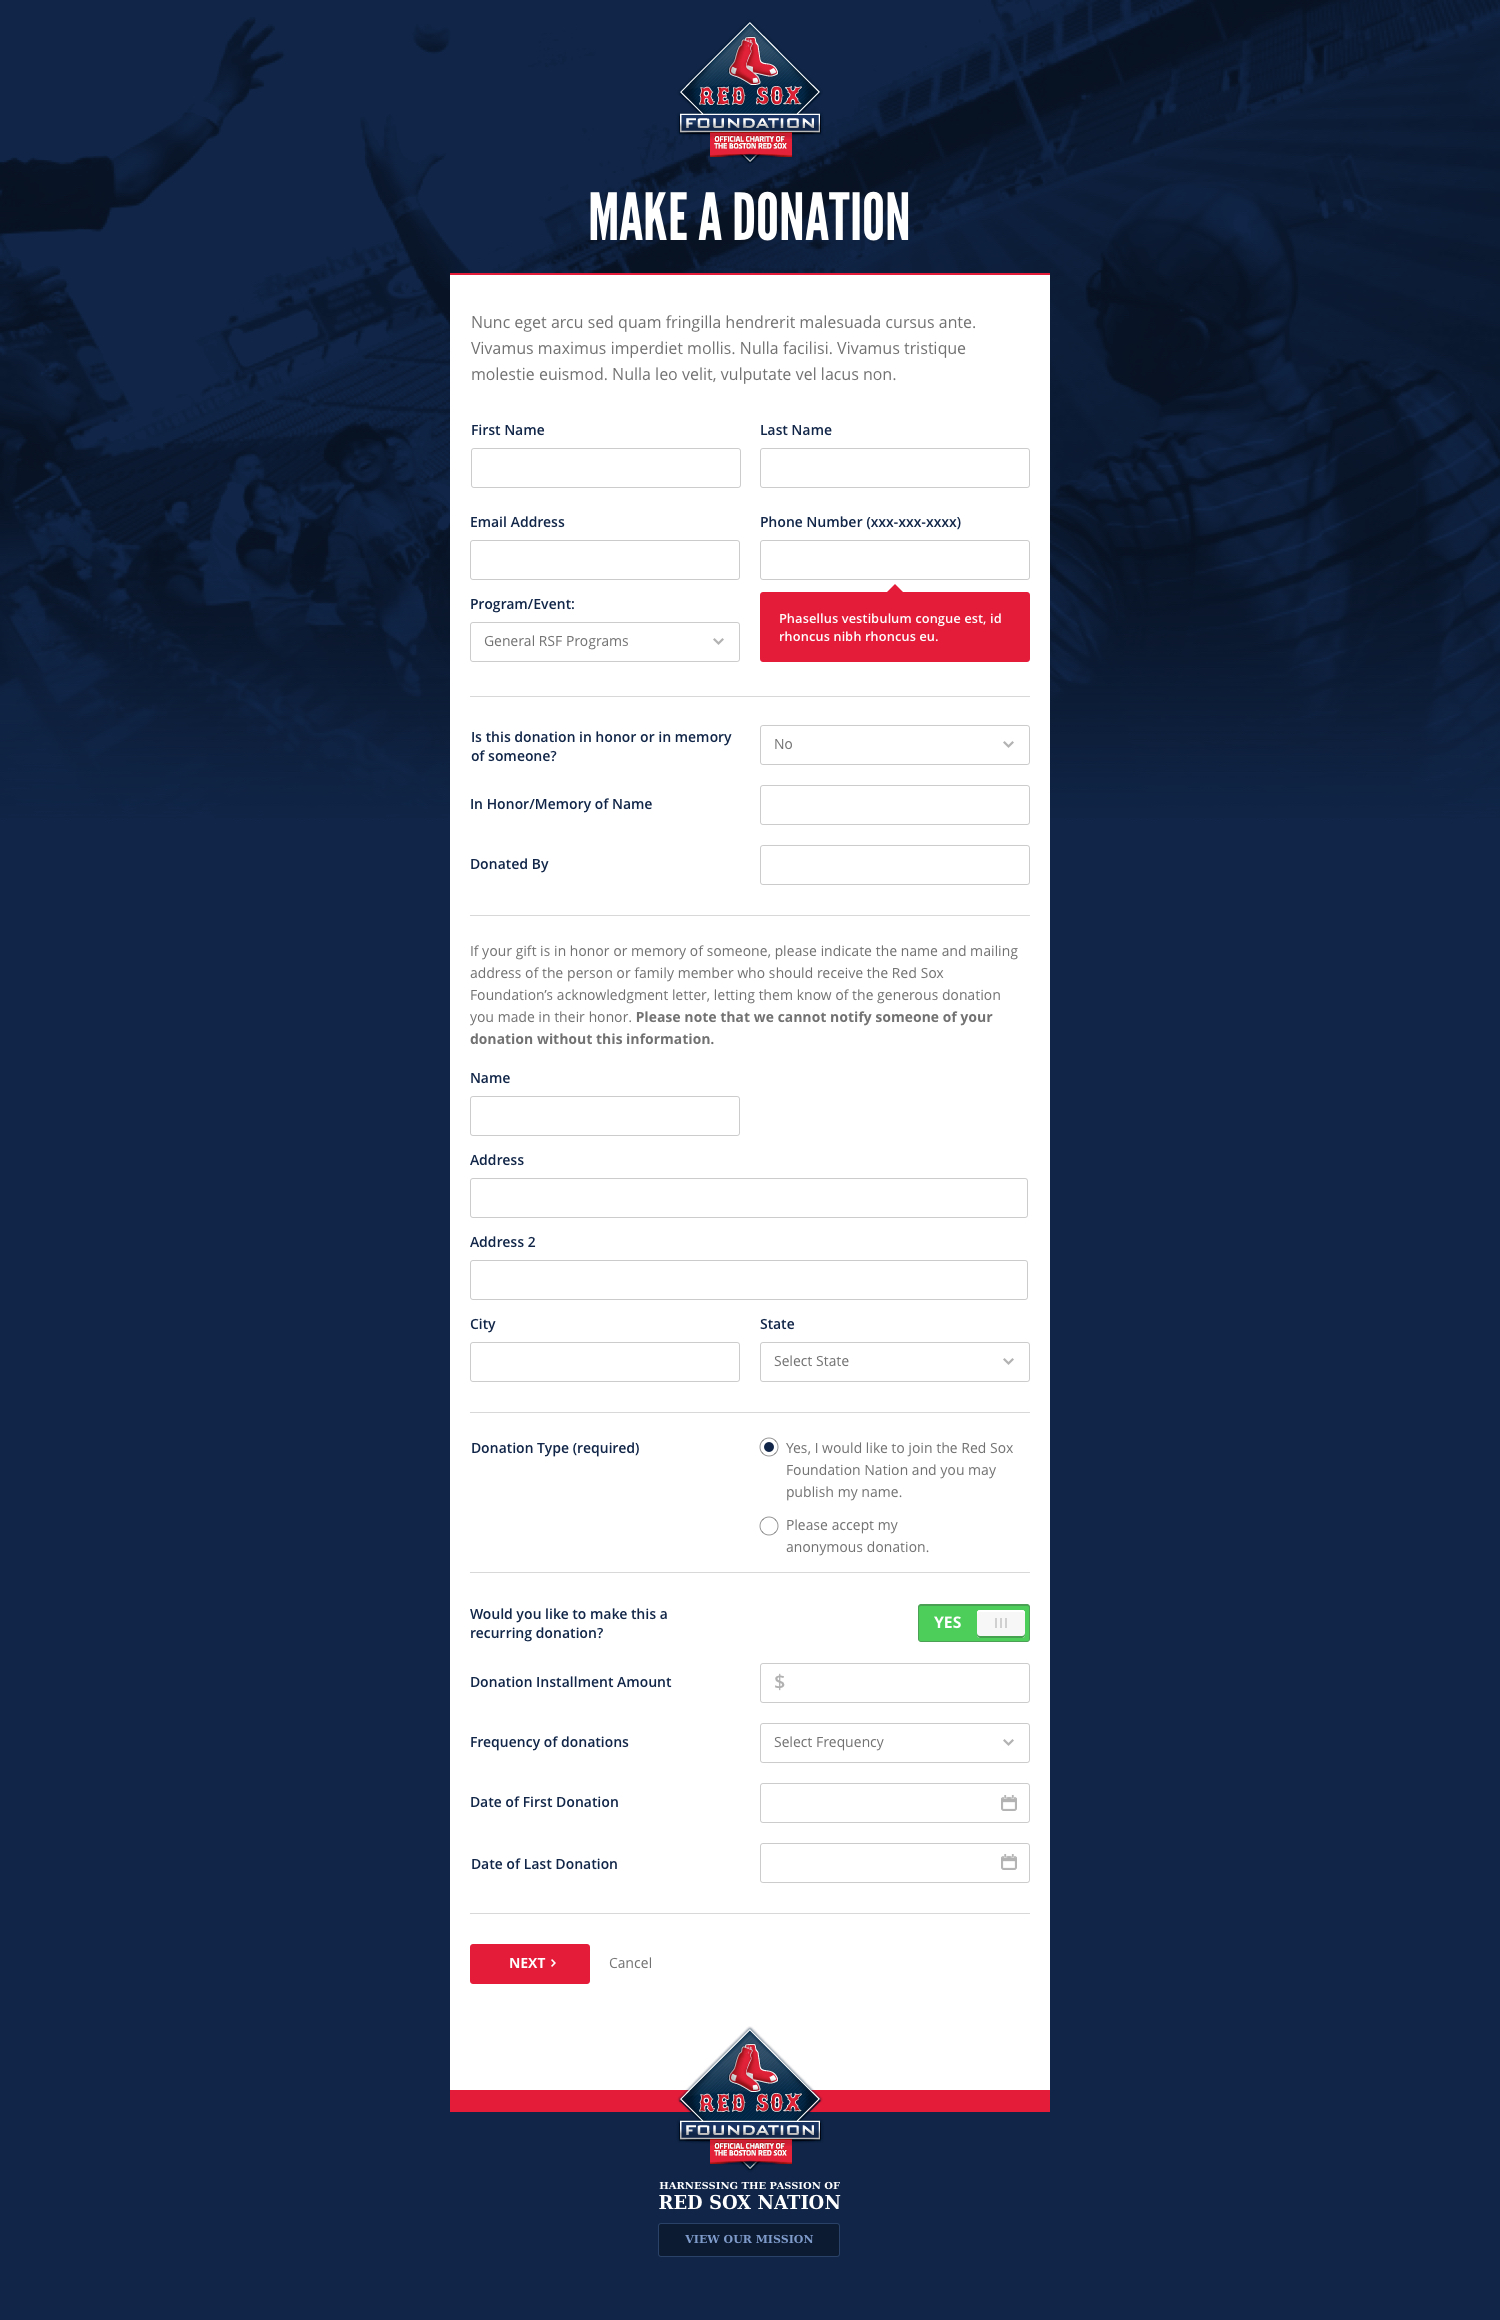 RED SOX
FOUNDATION
OFFICIAL CHARITY OF
THE BOSTON RED SOX
MAKE A DONATION
Nunc eget arcu sed quam fringilla hendrerit malesuada cursus ante.
Vivamus maximus imperdiet mollis. Nulla facilisi. Vivamus tristique
molestie euismod. Nulla leo velit, vulputate vel lacus non.
First Name
Last Name
Email Address
Phone Number (xxx-xxx-xxxx)
Program/Event:
General RSF Programs
Phasellus vestibulum congue est, id
rhoncus nibh rhoncus eu.
Is this donation in honor or in memory
of someone?
No
In Honor/Memory of Name
Donated By
If your gift is in honor or memory of someone, please indicate the name and mailing
address of the person or family member who should receive the Red Sox
Foundation’s acknowledgment letter, letting them know of the generous donation
you made in their honor. Please note that we cannot notify someone of your
donation without this information.
Name
Address
Address 2
City
State
Select State
Donation Type (required)
Yes, I would like to join the Red Sox
Foundation Nation and you may
publish my name.
Please accept my
anonymous donation.
Would you like to make this a
recurring donation?
YES
Donation Installment Amount
$
Frequency of donations
Select Frequency
Date of First Donation
Date of Last Donation
NEXT ›
Cancel
RED SOX
FOUNDATION
OFFICIAL CHARITY OF
THE BOSTON RED SOX
HARNESSING THE PASSION OF
RED SOX NATION
VIEW OUR MISSION